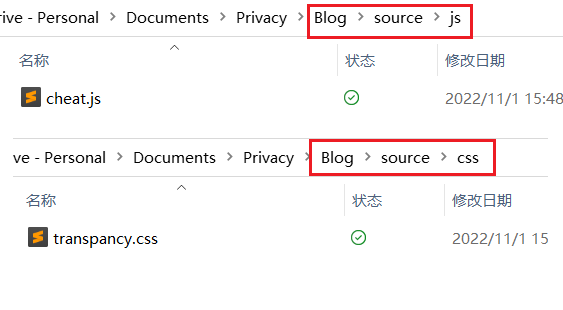 rive - Personal > Documents > Privacy > Blog > source > js
名称 状态 修改日期
cheat.js 2022/11/1 15:48
ve - Personal > Documents > Privacy > Blog > source > css
名称 状态 修改日期
transpancy.css 2022/11/1 15